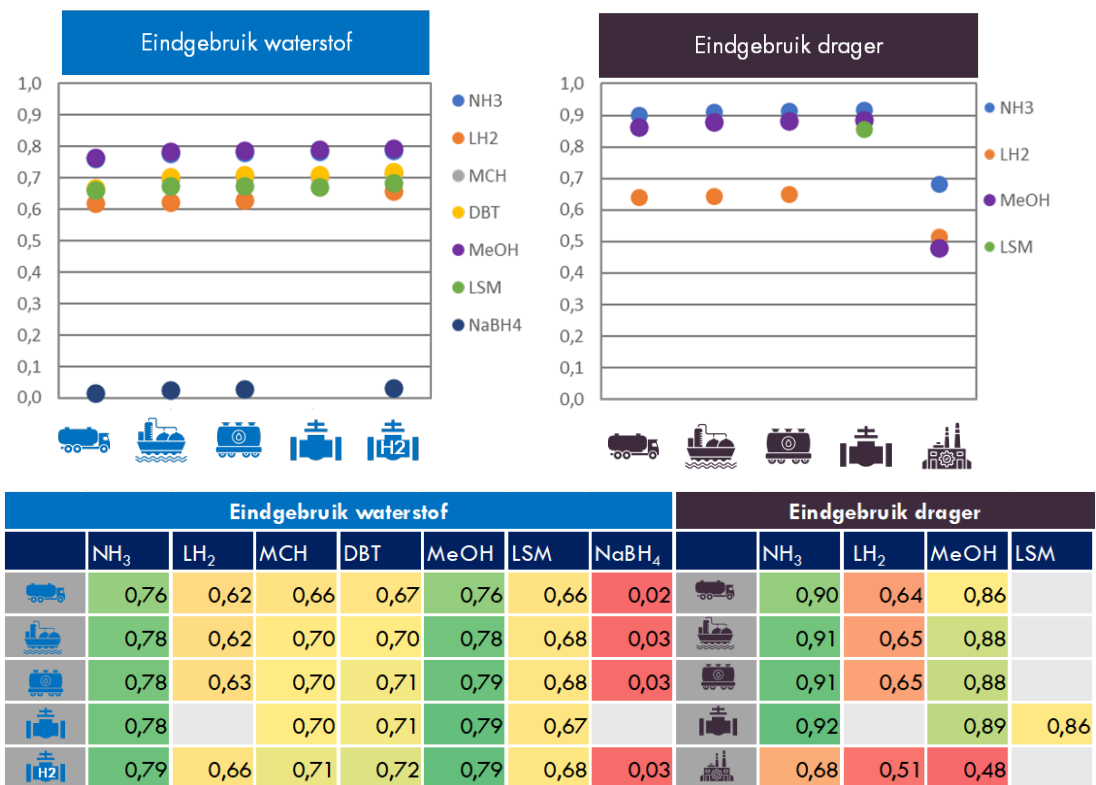 Eindgebruik waterstof
1,0
0,9
0,8
0,7
0,6
0,5
0,4
0,3
0,2
0,1
0,0
NH3
LH2
MCH
DBT
MeOH
LSM
NaBH4
H2
Eindgebruik drager
1,0
0,9
0,8
0,7
0,6
0,5
0,4
0,3
0,2
0,1
0,0
NH3
LH2
MeOH
LSM
Eindgebruik waterstof Eindgebruik drager
NH₃ LH₂ MCH DBT MeOH LSM NaBH₄ NH₃ LH₂ MeOH LSM
0,76 0,62 0,66 0,67 0,76 0,66 0,02 0,90 0,64 0,86
0,78 0,62 0,70 0,70 0,78 0,68 0,03 0,91 0,65 0,88
0,78 0,63 0,70 0,71 0,79 0,68 0,03 0,91 0,65 0,88
0,78 0,70 0,71 0,79 0,67 0,92 0,89 0,86
H2 0,79 0,66 0,71 0,72 0,79 0,68 0,03 0,68 0,51 0,48